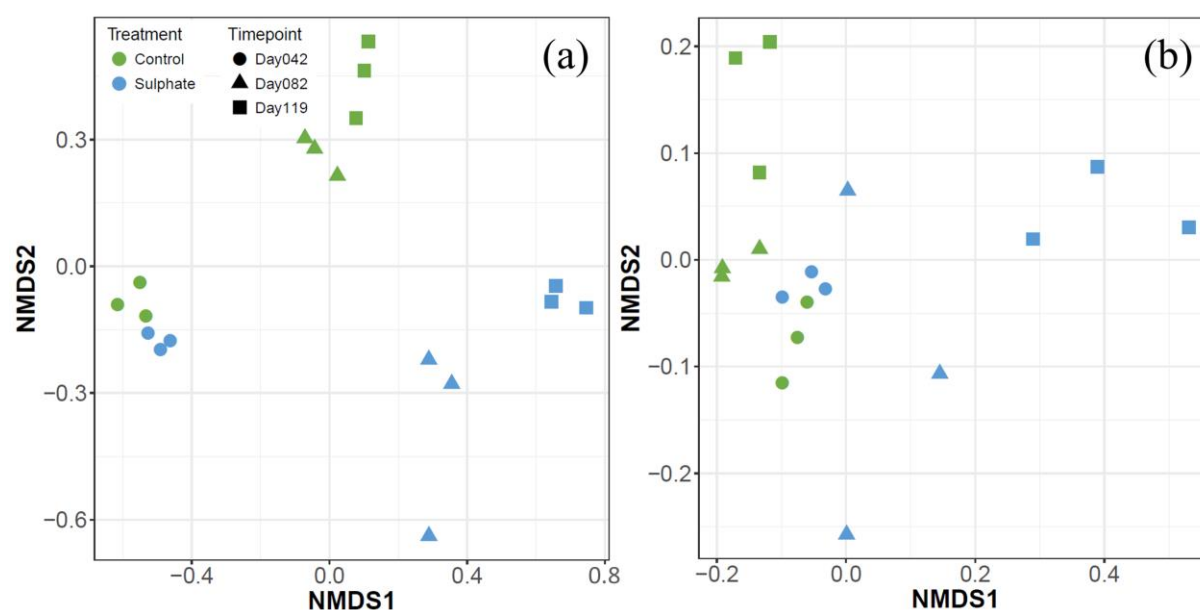 Treatment
Control
Sulphate
Timepoint
Day042
Day082
Day119
(a)
NMDS2
0.3
0.0
−0.3
−0.6
−0.4
0.0
0.4
0.8
NMDS1
(b)
NMDS2
0.2
0.1
0.0
−0.1
−0.2
−0.2
0.0
0.2
0.4
NMDS1